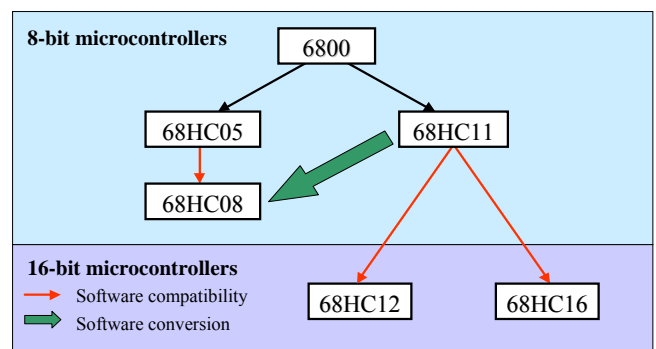 8-bit microcontrollers
6800
68HC05
68HC11
68HC08
16-bit microcontrollers
Software compatibility
Software conversion
68HC12
68HC16